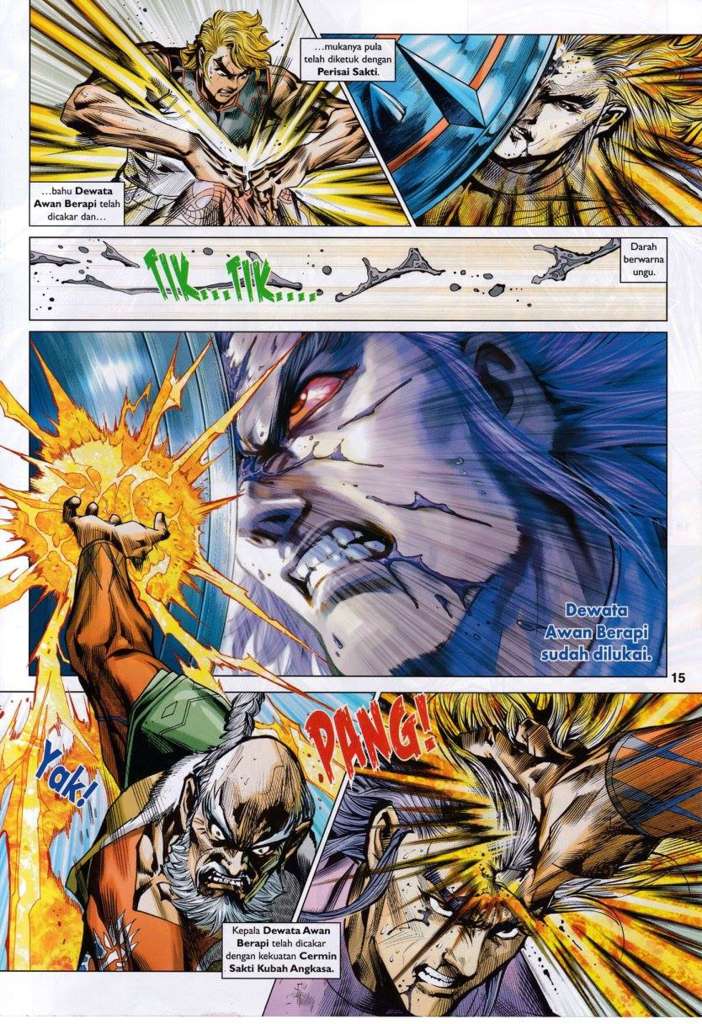 ...bahu Dewata
Awan Berapi telah
dicakar dan...
...mukanya pula
telah diketuk dengan
Perisai Sakti.
TIK...TIK....
Darah
berwarna
ungu.
Dewata
Awan Berapi
sudah dilukai.
15
Yak!
PANG!
Kepala Dewata Awan
Berapi telah dicakar
dengan kekuatan Cermin
Sakti Kubah Angkasa.